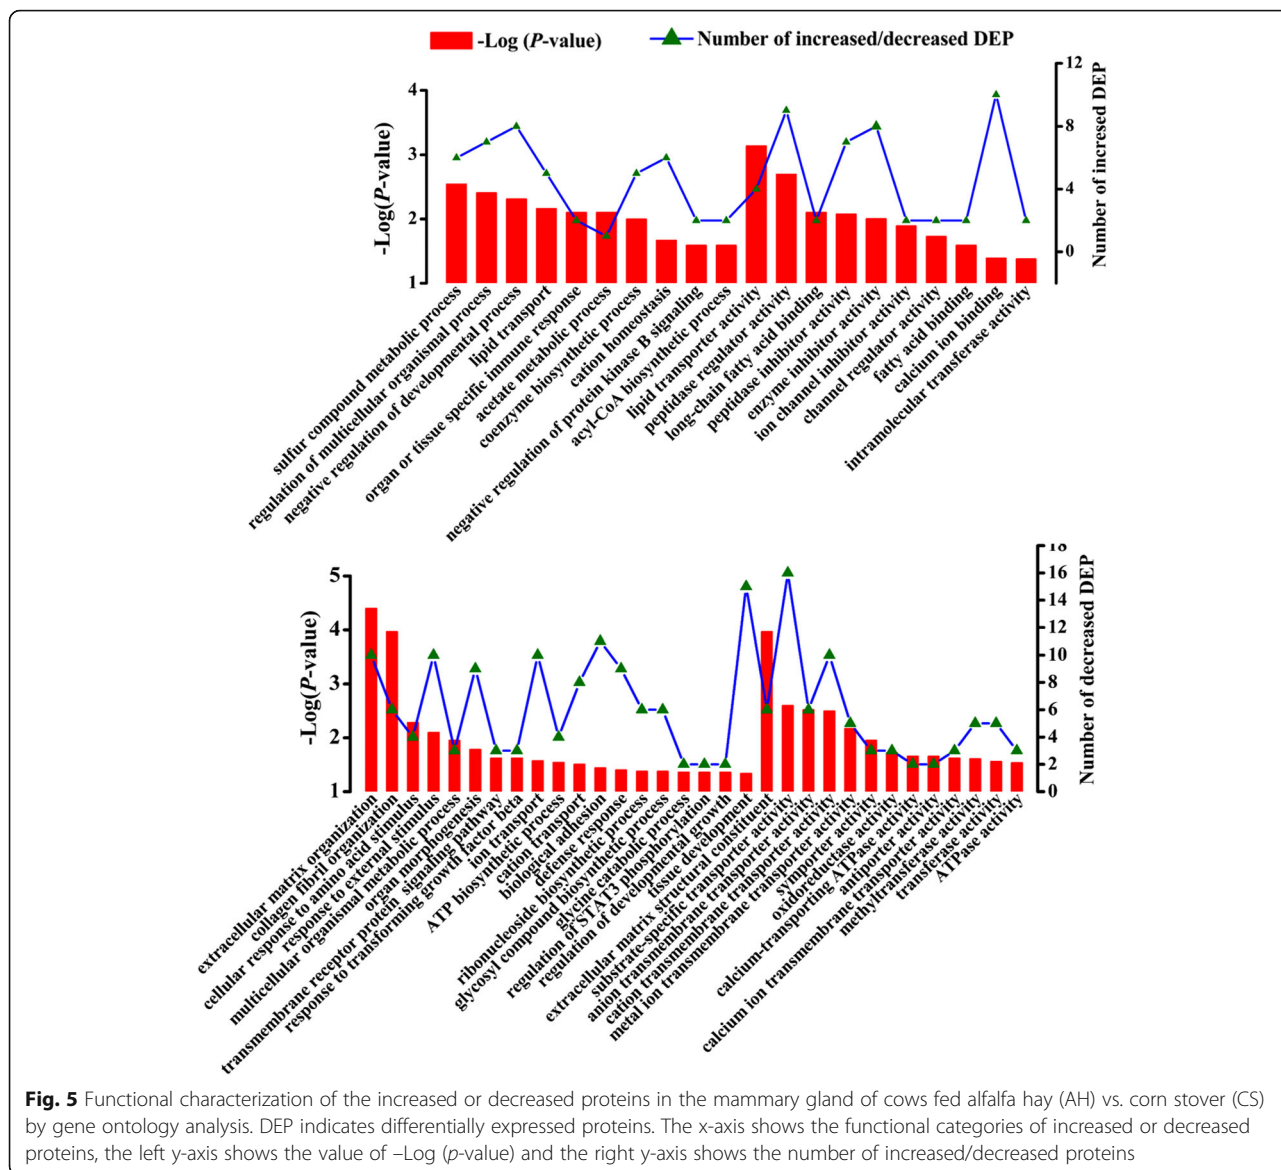 -Log (P-value)
Number of increased/decreased DEP
4
3
2
1
-Log(P-value)
12
8
4
0
Number of incresed DEP
sulfur compound metabolic process
regulation of multicellular organismal process
negative regulation of developmental process
lipid transport
organ or tissue specific immune response
acetate metabolic process
coenzyme biosynthetic process
cation homeostasis
negative regulation of protein kinase B signaling
acyl-CoA biosynthetic process
lipid transporter activity
peptidase regulator activity
long-chain fatty acid binding
peptidase inhibitor activity
enzyme inhibitor activity
ion channel inhibitor activity
channel regulator activity
fatty acid binding
calcium ion binding
intramolecular transferase activity
5
4
3
2
1
-Log(P-value)
18
16
14
12
10
8
6
4
2
0
Number of decreased DEP
extracellular matrix organization
collagen fibril organization
cellular response to amino acid stimulus
response to external stimulus
multicellular organismal metabolic process
organ morphogenesis
transmembrane receptor protein signaling pathway
response to transforming growth factor beta
ion transport
ATP biosynthetic process
cation transport
biological adhesion
defense response
ribonucleoside biosynthetic process
glycosyl compound biosynthetic process
glycine catabolic process
regulation of STAT3 phosphorylation
regulation of developmental growth
tissue development
extracellular matrix structural constituent
substrate-specific transporter activity
anion transmembrane transporter activity
cation transmembrane transporter activity
metal ion transmembrane transporter activity
symporter activity
oxidoreductase activity
calcium-transporting ATPase activity
antiporter activity
calcium ion transmembrane transporter activity
methyltransferase activity
transferase activity
ATPase activity
Fig. 5 Functional characterization of the increased or decreased proteins in the mammary gland of cows fed alfalfa hay (AH) vs. corn stover (CS)
by gene ontology analysis. DEP indicates differentially expressed proteins. The x-axis shows the functional categories of increased or decreased
proteins, the left y-axis shows the value of –Log (p-value) and the right y-axis shows the number of increased/decreased proteins